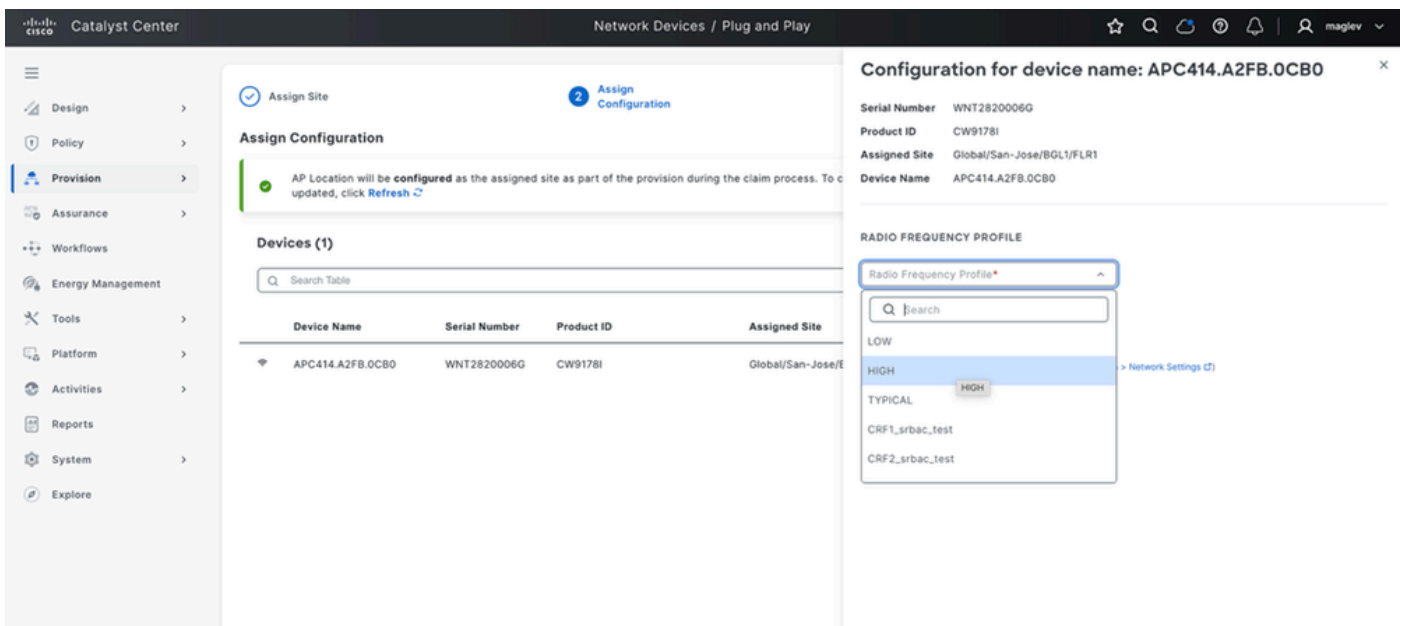 cisco Catalyst Center
Network Devices / Plug and Play
maglev
Design
Policy
Provision
Assurance
Workflows
Energy Management
Tools
Platform
Activities
Reports
System
Explore
Assign Site
2 Assign
Configuration
Assign Configuration
AP Location will be configured as the assigned site as part of the provision during the claim process. To c
updated, click Refresh
Devices (1)
Search Table
Device Name Serial Number Product ID Assigned Site
APC414.A2FB.0CB0 WNT2820006G CW9178I Global/San-Jose/B
Configuration for device name: APC414.A2FB.0CB0
Serial Number WNT2820006G
Product ID CW9178I
Assigned Site Global/San-Jose/BGL1/FLR1
Device Name APC414.A2FB.0CB0
RADIO FREQUENCY PROFILE
Radio Frequency Profile*
Search
LOW
HIGH
HIGH
> Network Settings)
TYPICAL
CRF1_srbac_test
CRF2_srbac_test